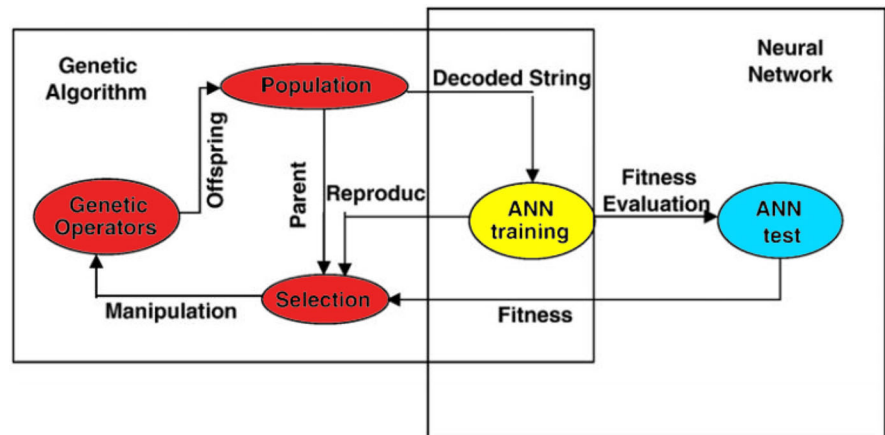 Genetic
Algorithm
Population
Decoded String
Neural
Network
Offspring
Parent
Reproduc
Genetic
Operators
ANN
training
Fitness
Evaluation
ANN
test
Selection
Manipulation
Fitness